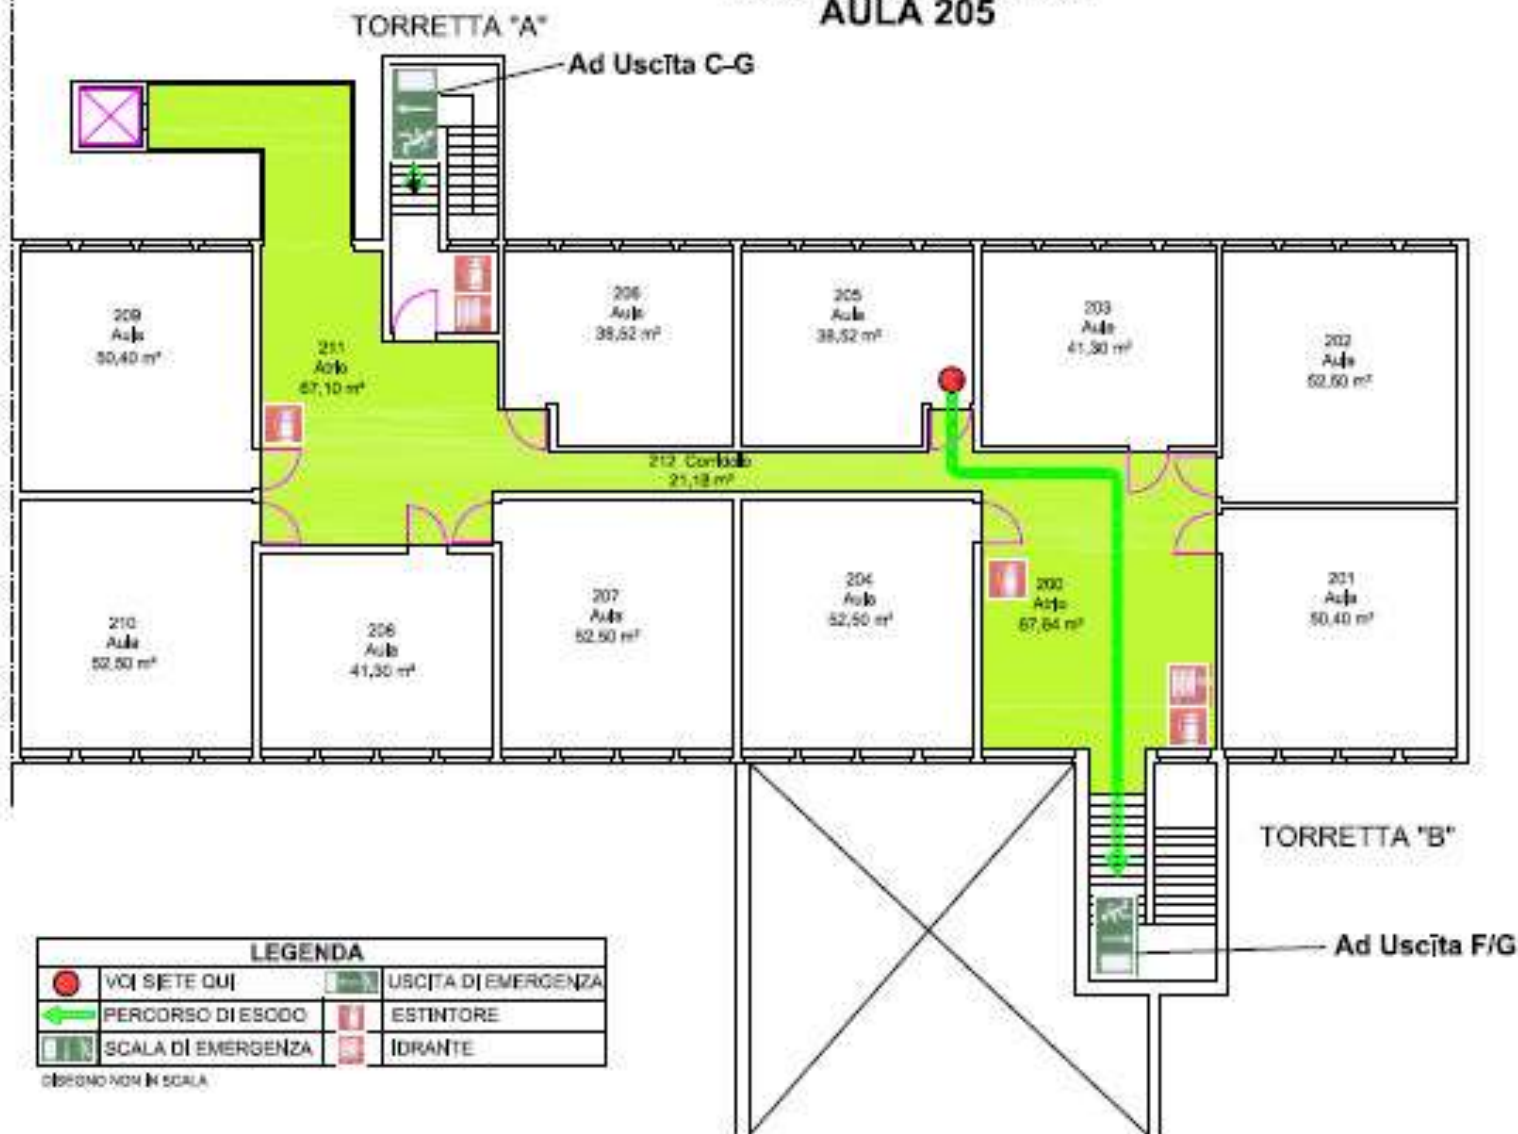 AULA 205
TORRETTA "A"
Ad Uscita C-G
209
Aula
50,40 m²
211
Atrio
67,10 m²
206
Aula
38,52 m²
205
Aula
38,52 m²
203
Aula
41,30 m²
202
Aula
52,50 m²
212 Corridoio
21,18 m²
210
Aula
52,50 m²
206
Aula
41,30 m²
207
Aula
52,50 m²
204
Aula
52,50 m²
200
Atrio
67,64 m²
201
Aula
50,40 m²
TORRETTA "B"
Ad Uscita F/G
LEGENDA
VOI SIETE QUI
USCITA DI EMERGENZA
PERCORSO DI ESODO
ESTINTORE
SCALA DI EMERGENZA
IDRANTE
DISEGNO NON IN SCALA